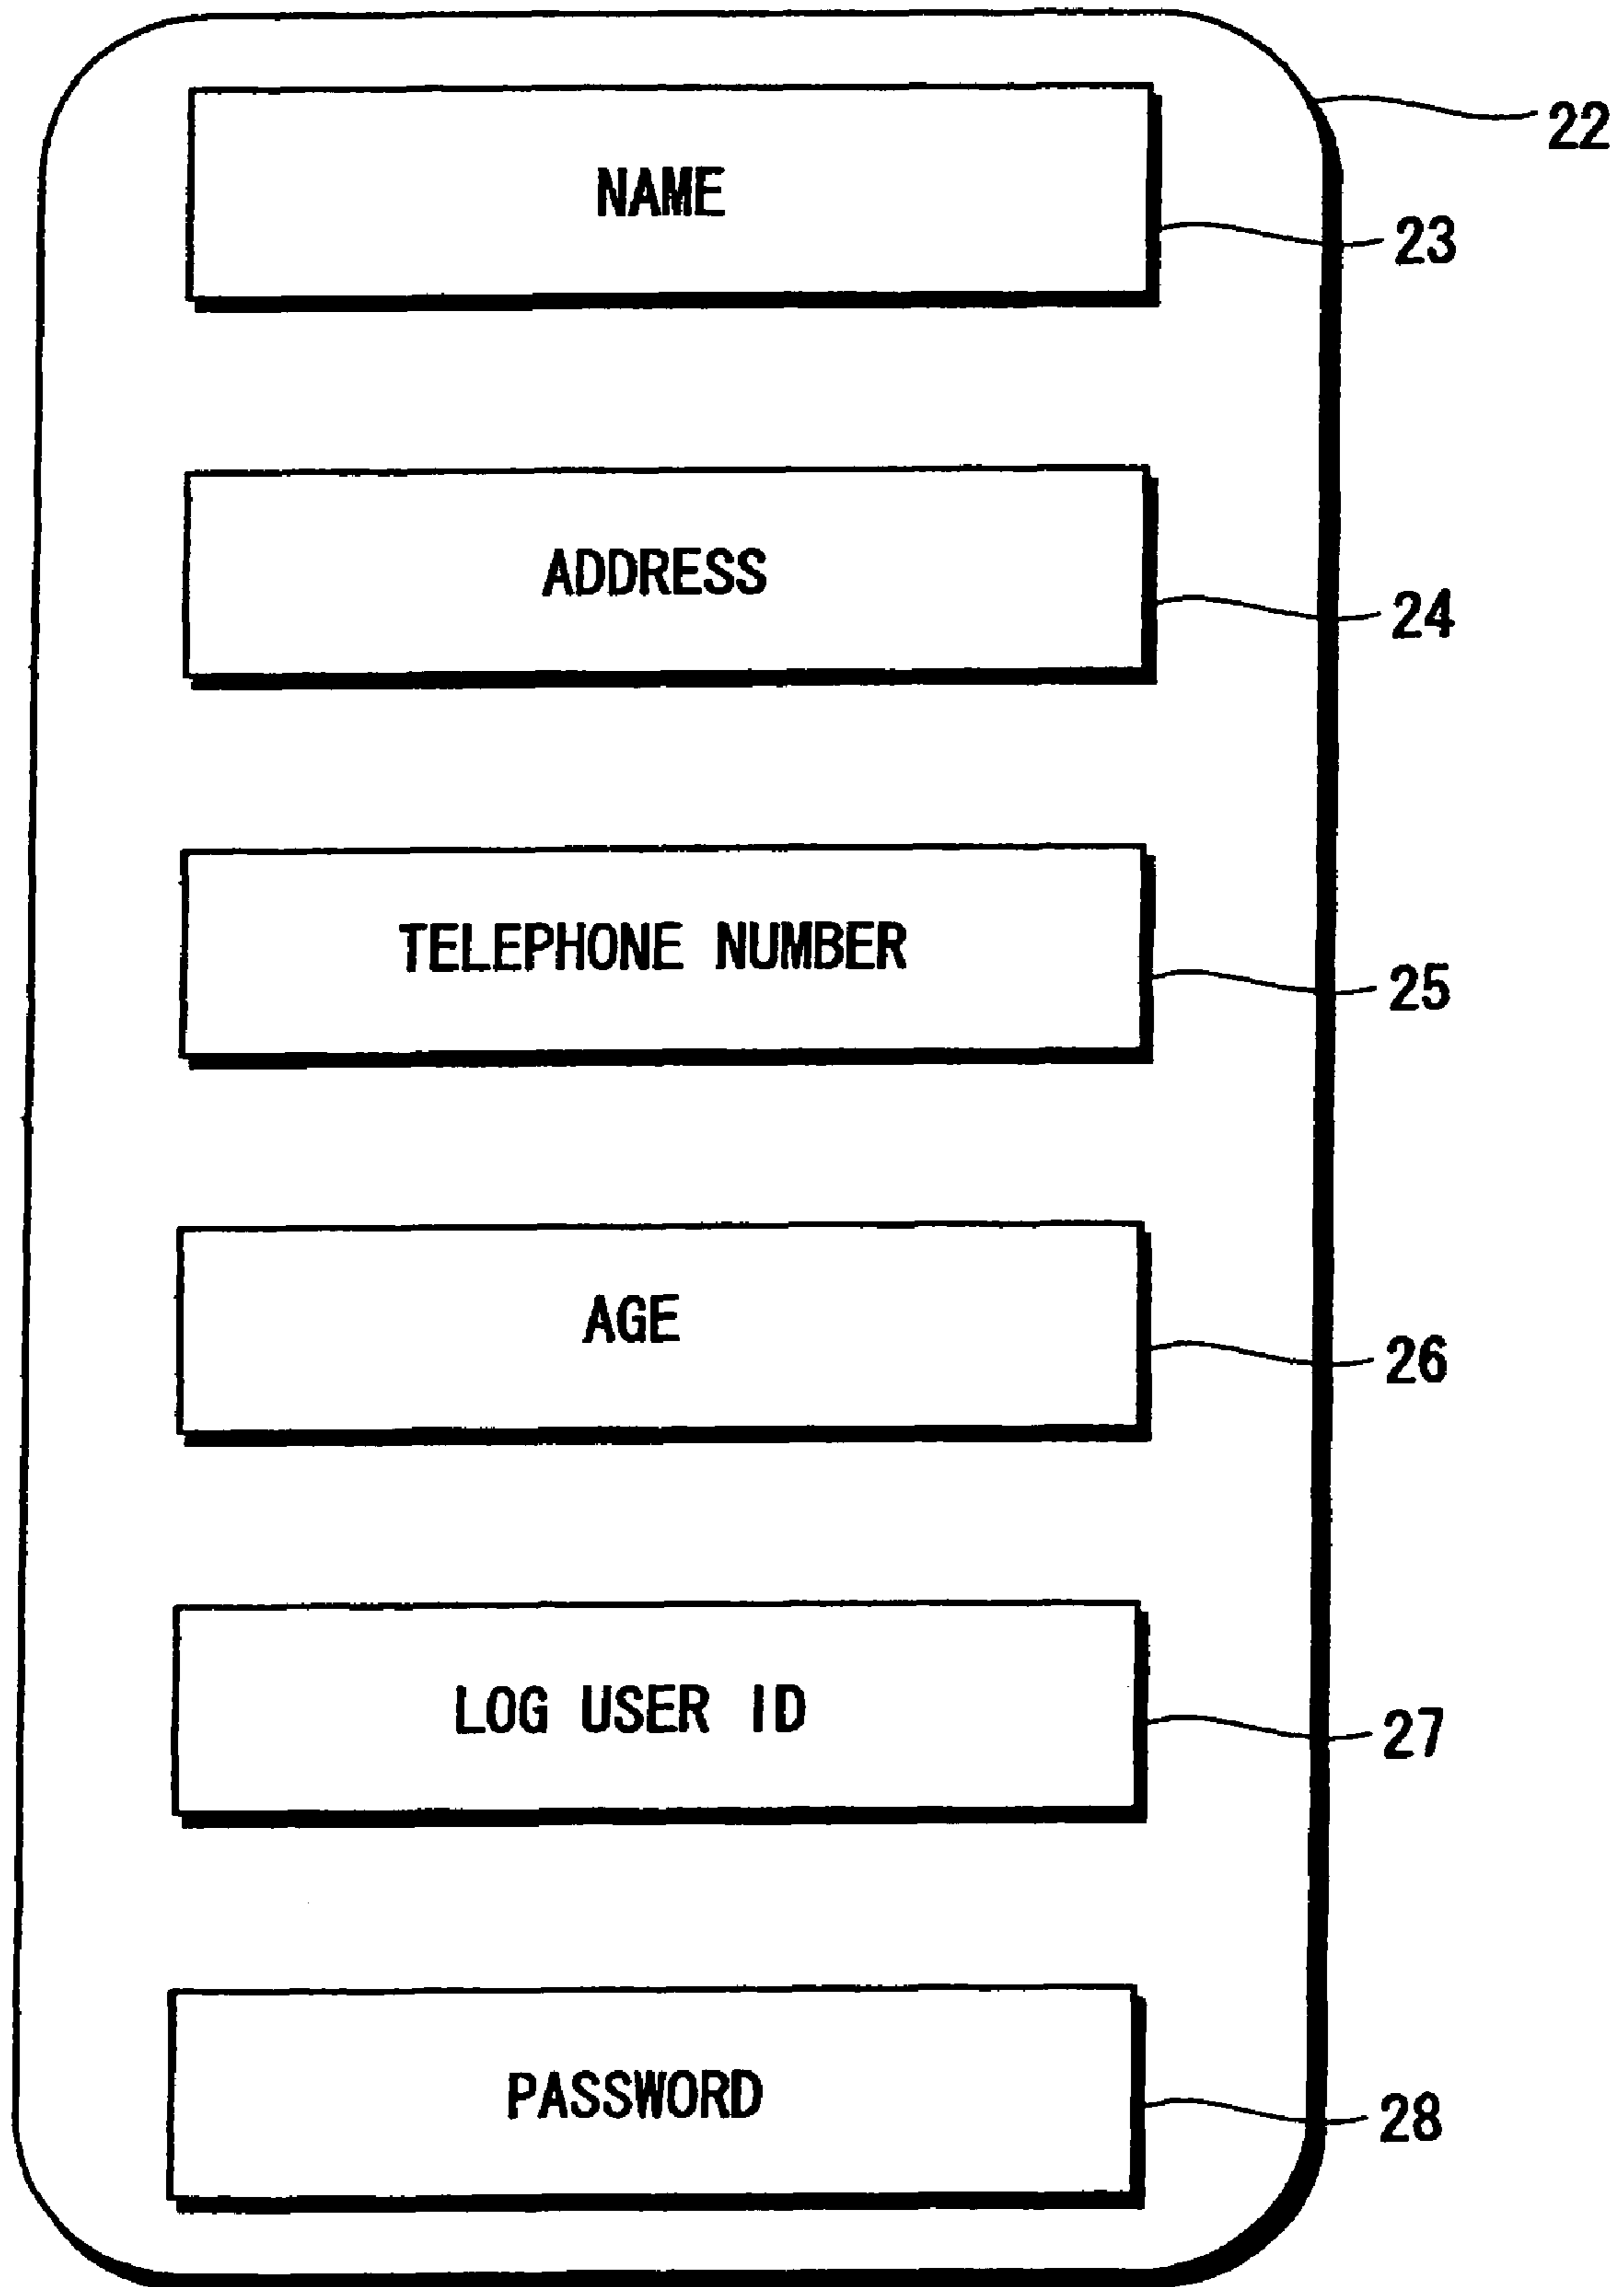 22
NAME
23
ADDRESS
24
TELEPHONE NUMBER
25
AGE
26
LOG USER ID
27
PASSWORD
28